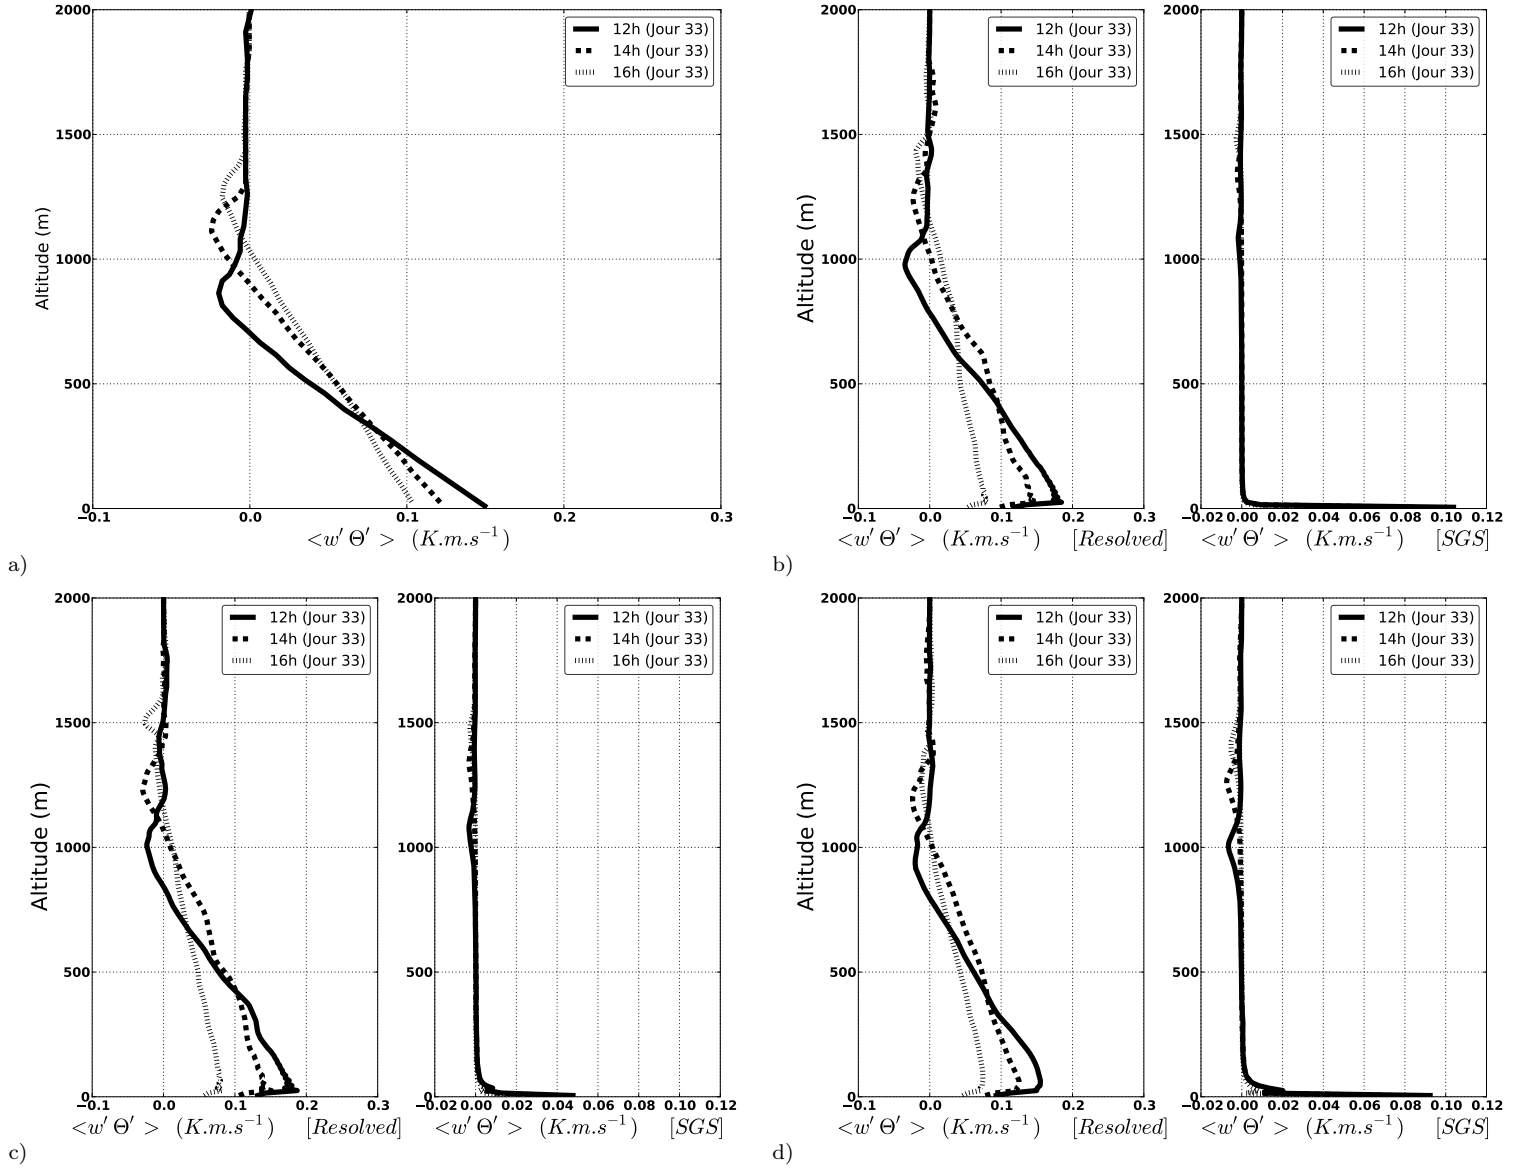 2000
1500
1000
500
0
Altitude (m)
12h (Jour 33)
14h (Jour 33)
16h (Jour 33)
−0.1 0.0 0.1 0.2 0.3
<w′ Θ′ > (K.m.s⁻¹)
a)
2000
1500
1000
500
0
Altitude (m)
12h (Jour 33)
14h (Jour 33)
16h (Jour 33)
−0.1 0.0 0.1 0.2 0.3
<w′ Θ′ > (K.m.s⁻¹) [Resolved]
2000
1500
1000
500
0
12h (Jour 33)
14h (Jour 33)
16h (Jour 33)
−0.02 0.00 0.02 0.04 0.06 0.08 0.10 0.12
<w′ Θ′ > (K.m.s⁻¹) [SGS]
b)
2000
1500
1000
500
0
Altitude (m)
12h (Jour 33)
14h (Jour 33)
16h (Jour 33)
−0.1 0.0 0.1 0.2 0.3
<w′ Θ′ > (K.m.s⁻¹) [Resolved]
2000
1500
1000
500
0
12h (Jour 33)
14h (Jour 33)
16h (Jour 33)
−0.02 0.00 0.02 0.04 0.06 0.08 0.10 0.12
<w′ Θ′ > (K.m.s⁻¹) [SGS]
c)
2000
1500
1000
500
0
Altitude (m)
12h (Jour 33)
14h (Jour 33)
16h (Jour 33)
−0.1 0.0 0.1 0.2 0.3
<w′ Θ′ > (K.m.s⁻¹) [Resolved]
2000
1500
1000
500
0
12h (Jour 33)
14h (Jour 33)
16h (Jour 33)
−0.02 0.00 0.02 0.04 0.06 0.08 0.10 0.12
<w′ Θ′ > (K.m.s⁻¹) [SGS]
d)